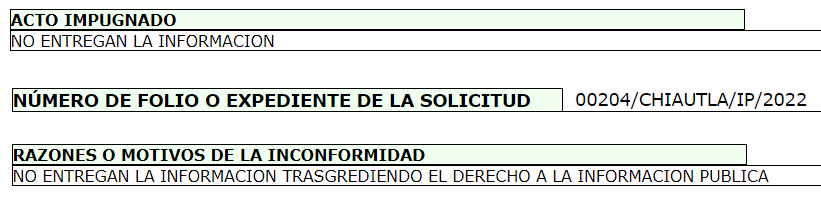 ACTO IMPUGNADO
NO ENTREGAN LA INFORMACION
NÚMERO DE FOLIO O EXPEDIENTE DE LA SOLICITUD 00204/CHIAUTLA/IP/2022
RAZONES O MOTIVOS DE LA INCONFORMIDAD
NO ENTREGAN LA INFORMACION TRASGREDIENDO EL DERECHO A LA INFORMACION PUBLICA